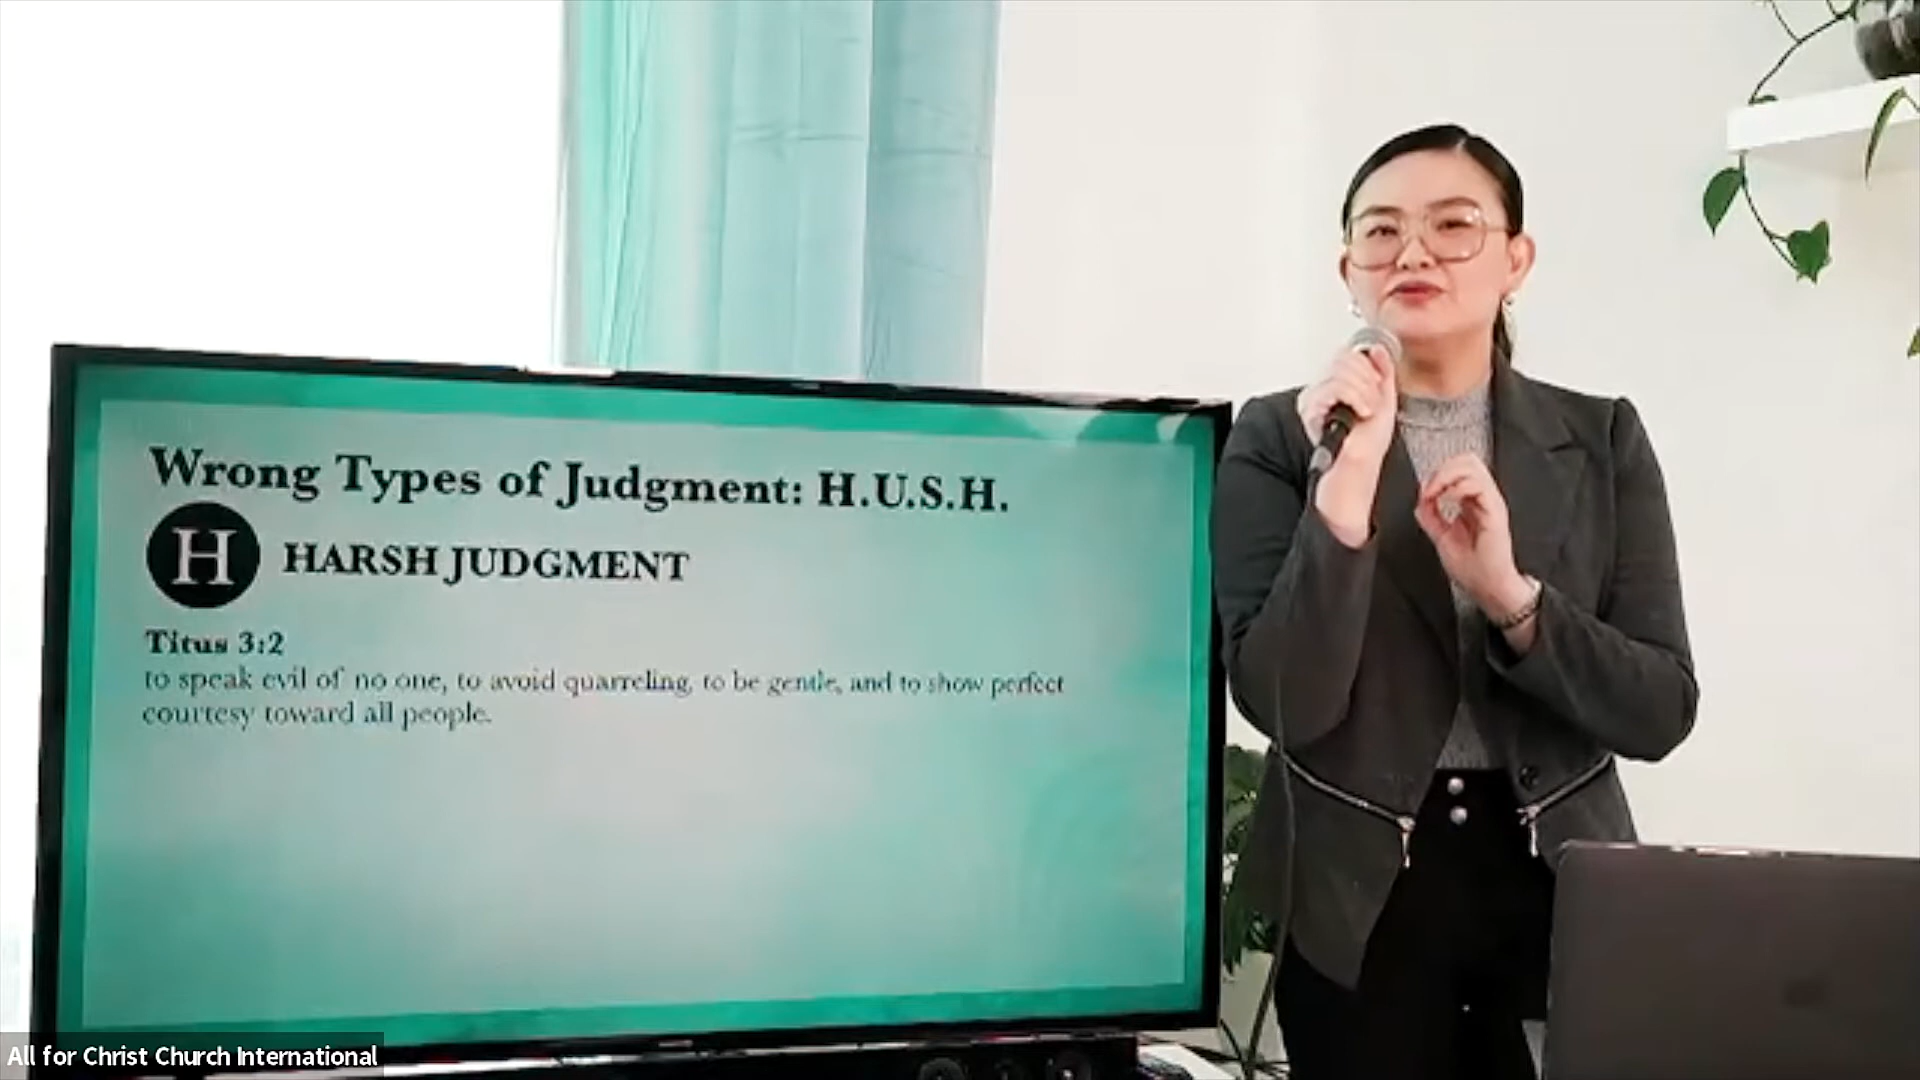 Wrong Types of Judgment: H.U.S.H.
H HARSH JUDGMENT
Titus 3:2
to speak evil of no one, to avoid quarreling, to be gentle, and to show perfect
courtesy toward all people.
All for Christ Church International